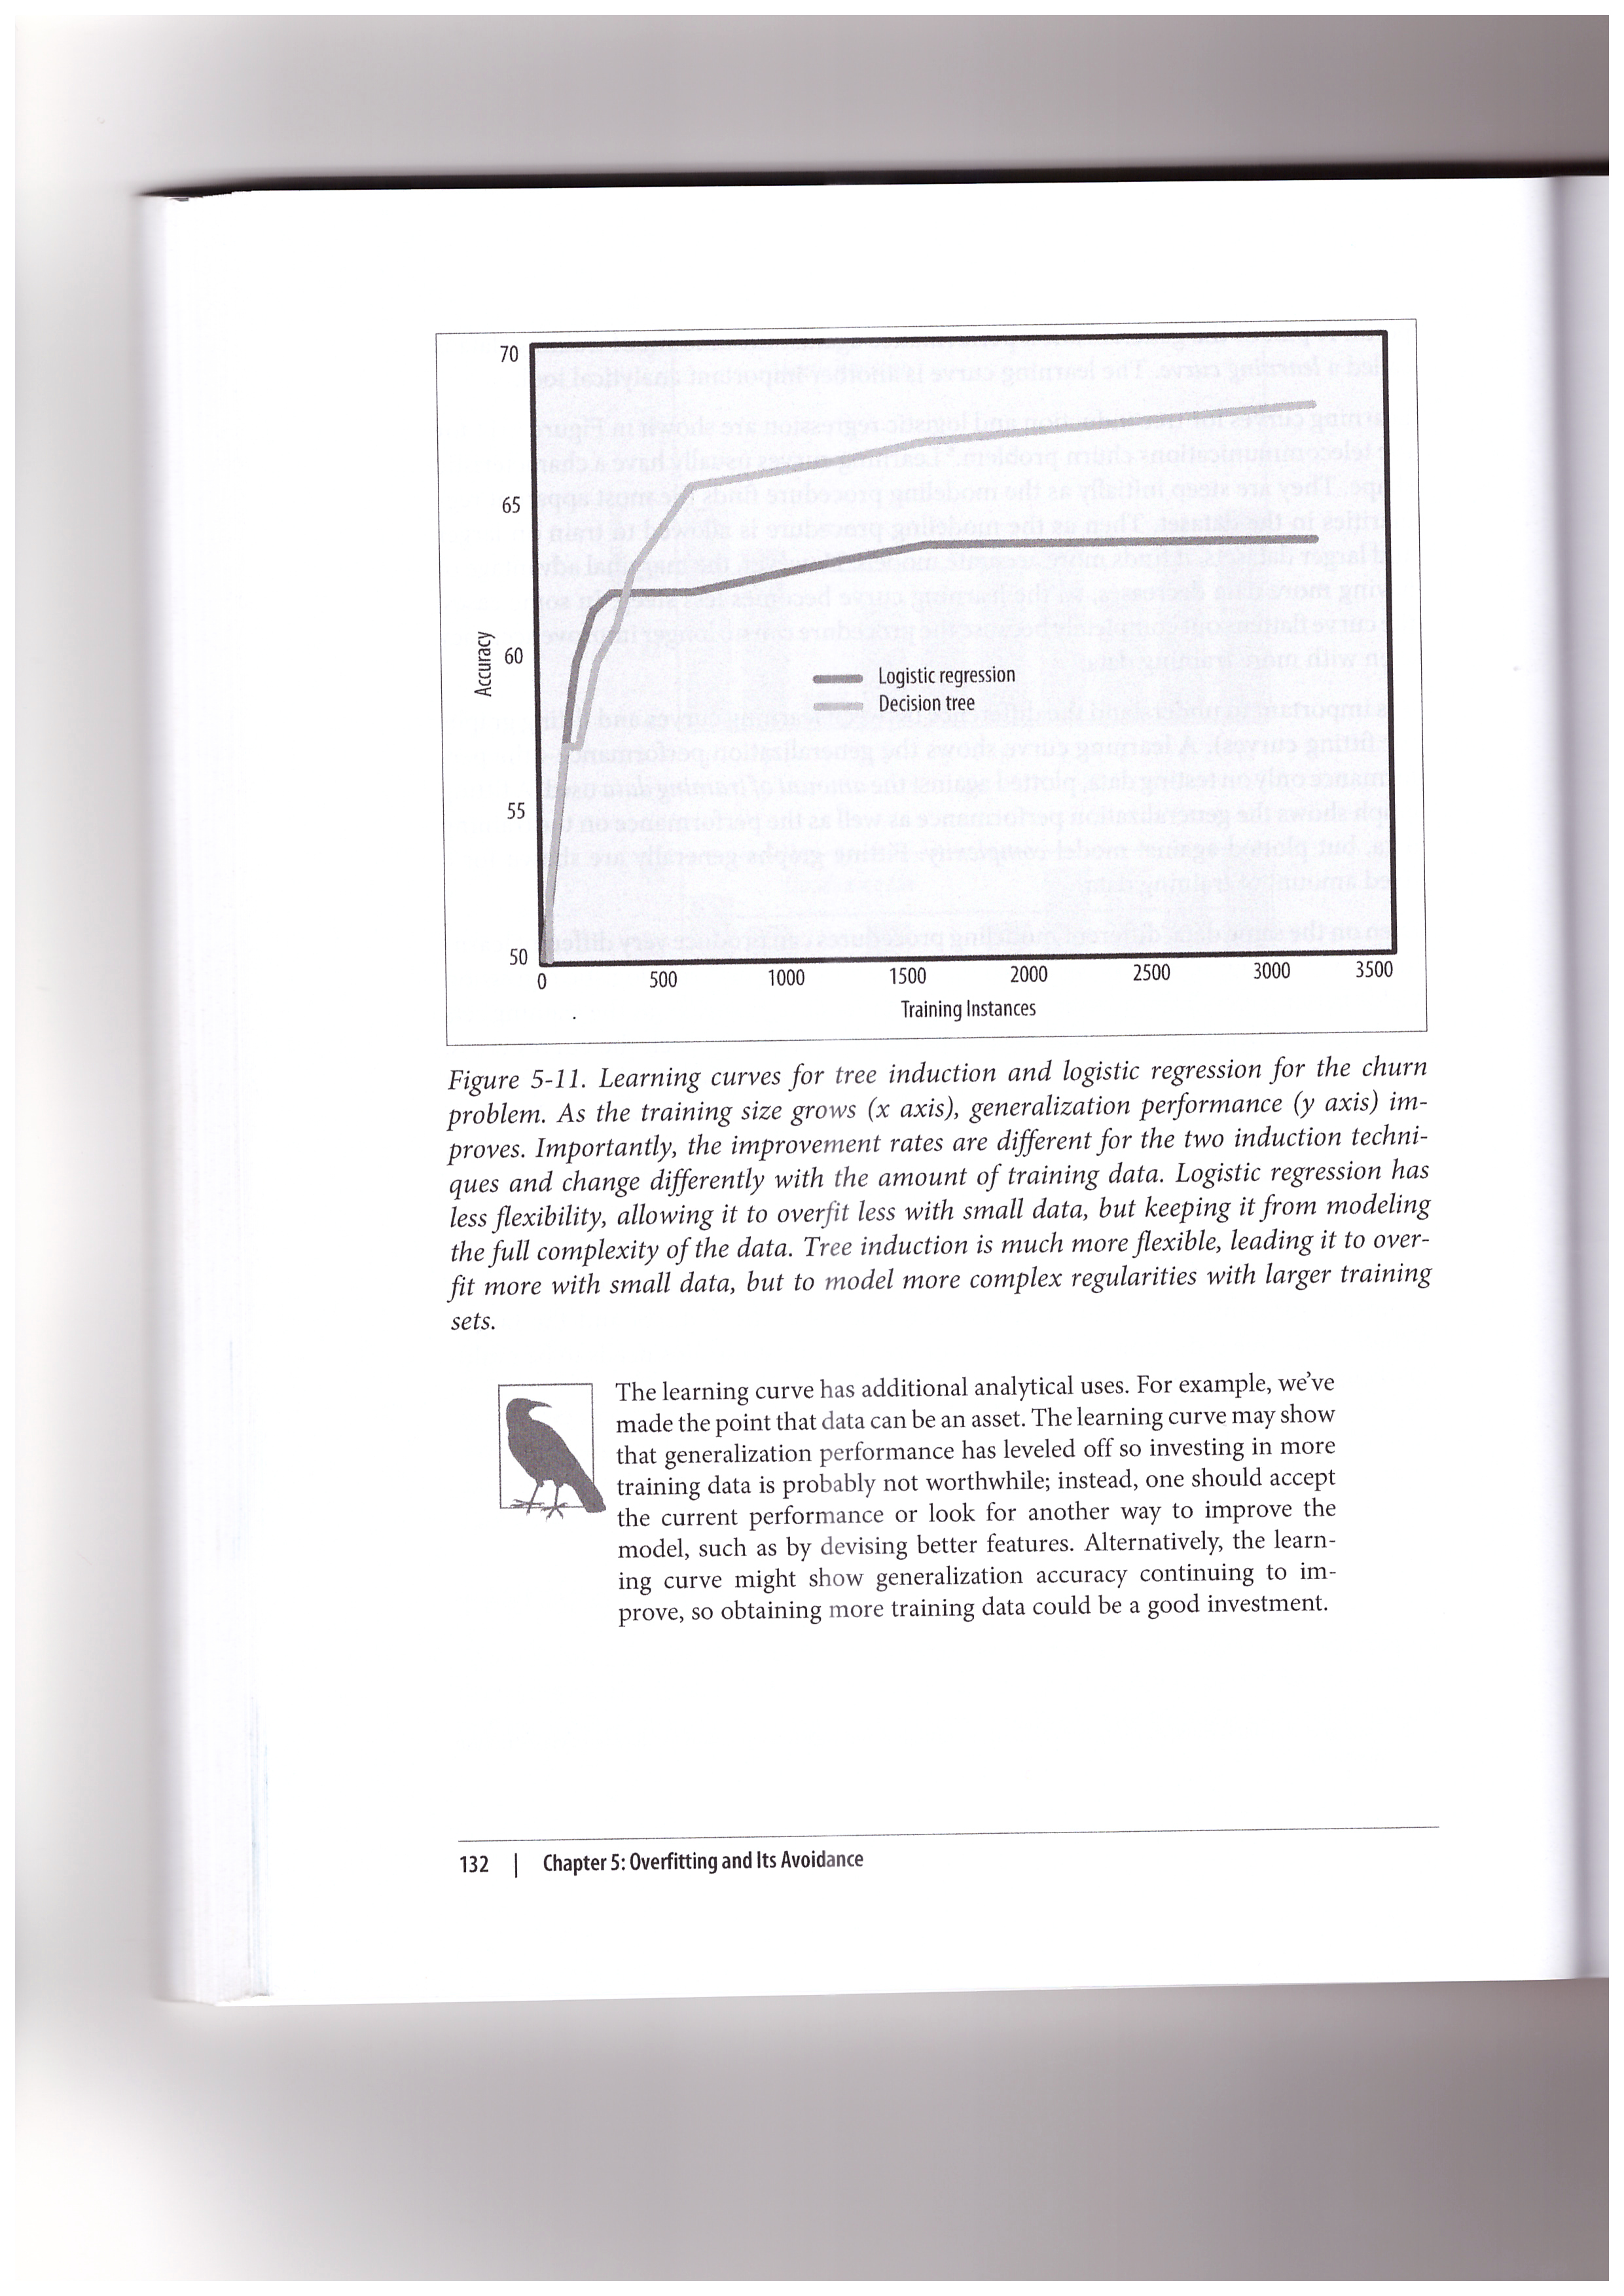 70
65
60
55
50
Accuracy
Logistic regression
Decision tree
0 500 1000 1500 2000 2500 3000 3500
Training Instances
Figure 5-11. Learning curves for tree induction and logistic regression for the churn
problem. As the training size grows (x axis), generalization performance (y axis) im-
proves. Importantly, the improvement rates are different for the two induction techni-
ques and change differently with the amount of training data. Logistic regression has
less flexibility, allowing it to overfit less with small data, but keeping it from modeling
the full complexity of the data. Tree induction is much more flexible, leading it to over-
fit more with small data, but to model more complex regularities with larger training
sets.
The learning curve has additional analytical uses. For example, we’ve
made the point that data can be an asset. The learning curve may show
that generalization performance has leveled off so investing in more
training data is probably not worthwhile; instead, one should accept
the current performance or look for another way to improve the
model, such as by devising better features. Alternatively, the learn-
ing curve might show generalization accuracy continuing to im-
prove, so obtaining more training data could be a good investment.
132 | Chapter 5: Overfitting and Its Avoidance